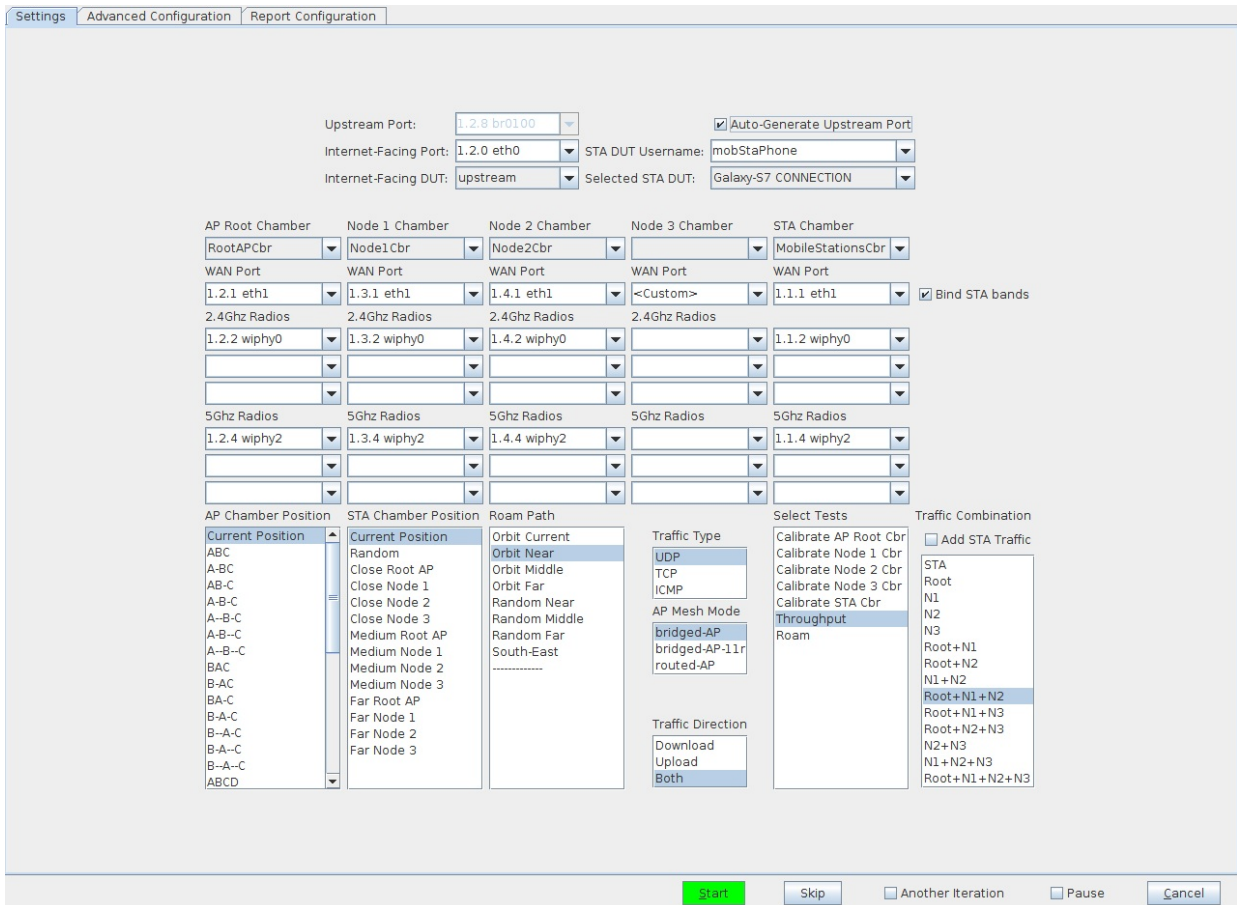 Settings Advanced Configuration Report Configuration
Upstream Port: 1.2.8 br0100 Auto-Generate Upstream Port
Internet-Facing Port: 1.2.0 eth0 STA DUT Username: mobStaPhone
Internet-Facing DUT: upstream Selected STA DUT: Galaxy-S7 CONNECTION
AP Root Chamber Node 1 Chamber Node 2 Chamber Node 3 Chamber STA Chamber
RootAPCbr Node1Cbr Node2Cbr MobileStationsCbr
WAN Port WAN Port WAN Port WAN Port WAN Port
1.2.1 eth1 1.3.1 eth1 1.4.1 eth1 <Custom> 1.1.1 eth1 Bind STA bands
2.4Ghz Radios 2.4Ghz Radios 2.4Ghz Radios 2.4Ghz Radios
1.2.2 wiphy0 1.3.2 wiphy0 1.4.2 wiphy0 1.1.2 wiphy0
5Ghz Radios 5Ghz Radios 5Ghz Radios 5Ghz Radios 5Ghz Radios
1.2.4 wiphy2 1.3.4 wiphy2 1.4.4 wiphy2 1.1.4 wiphy2
AP Chamber Position
Current Position
ABC
A-BC
AB-C
A-B-C
A--B-C
A-B--C
A--B--C
BAC
B-AC
BA-C
B-A-C
B--A-C
B-A--C
B--A--C
ABCD
STA Chamber Position
Current Position
Random
Close Root AP
Close Node 1
Close Node 2
Close Node 3
Medium Root AP
Medium Node 1
Medium Node 2
Medium Node 3
Far Root AP
Far Node 1
Far Node 2
Far Node 3
Roam Path
Orbit Current
Orbit Near
Orbit Middle
Orbit Far
Random Near
Random Middle
Random Far
South-East
-------------
Traffic Type
UDP
TCP
ICMP
AP Mesh Mode
bridged-AP
bridged-AP-11r
routed-AP
Traffic Direction
Download
Upload
Both
Select Tests
Calibrate AP Root Cbr
Calibrate Node 1 Cbr
Calibrate Node 2 Cbr
Calibrate Node 3 Cbr
Calibrate STA Cbr
Throughput
Roam
Traffic Combination
Add STA Traffic
STA
Root
N1
N2
N3
Root+N1
Root+N2
N1+N2
Root+N1+N2
Root+N1+N3
Root+N2+N3
N2+N3
N1+N2+N3
Root+N1+N2+N3
Start Skip Another Iteration Pause Cancel